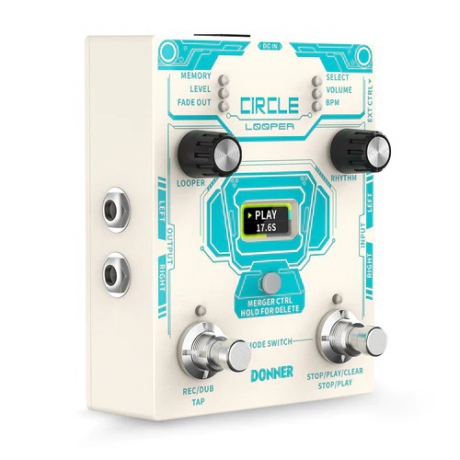 DC IN
MEMORY
LEVEL
FADE OUT
SELECT
VOLUME
BPM
EXT CTRL
CIRCLE
LOOPER
LOOPER
RHYTHM
LEFT
OUTPUT
RIGHT
LEFT
INPUT
RIGHT
PLAY
17.6S
MERGER CTRL
HOLD FOR DELETE
MODE SWITCH
REC/DUB
TAP
DONNER
STOP/PLAY/CLEAR
STOP/PLAY